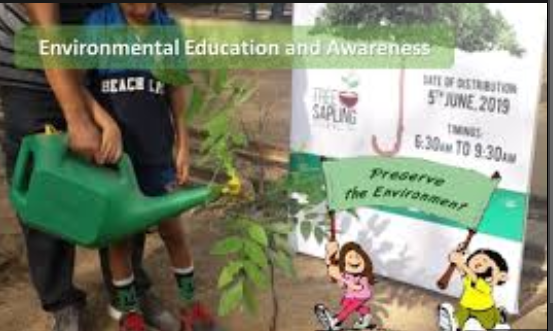 Environmental Education and Awareness
BEACH
TREE
SAPLING
DATE OF DISTRIBUTION
5TH JUNE, 2019
TIMINGS:
6:30AM TO 9:30AM
Preserve
the Environment